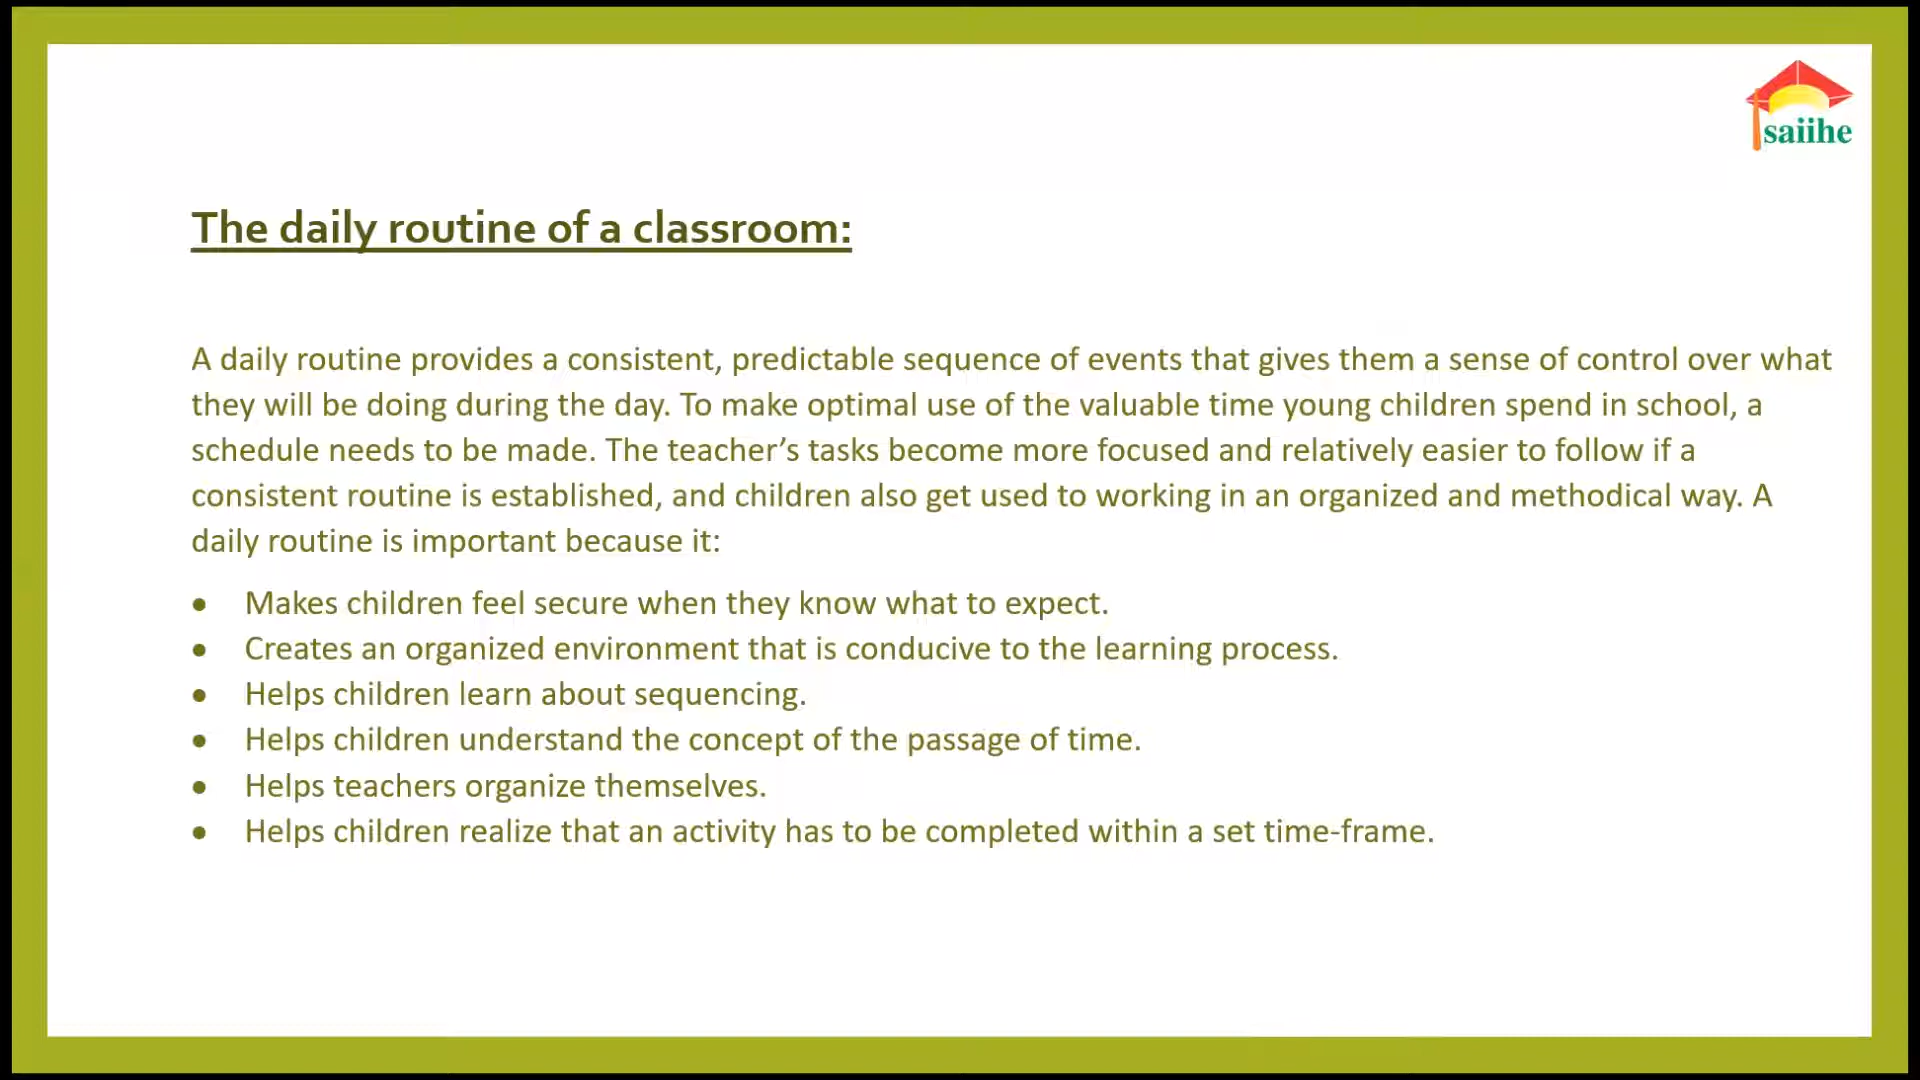 saiihe
The daily routine of a classroom:
A daily routine provides a consistent, predictable sequence of events that gives them a sense of control over what
they will be doing during the day. To make optimal use of the valuable time young children spend in school, a
schedule needs to be made. The teacher’s tasks become more focused and relatively easier to follow if a
consistent routine is established, and children also get used to working in an organized and methodical way. A
daily routine is important because it:
• Makes children feel secure when they know what to expect.
• Creates an organized environment that is conducive to the learning process.
• Helps children learn about sequencing.
• Helps children understand the concept of the passage of time.
• Helps teachers organize themselves.
• Helps children realize that an activity has to be completed within a set time-frame.